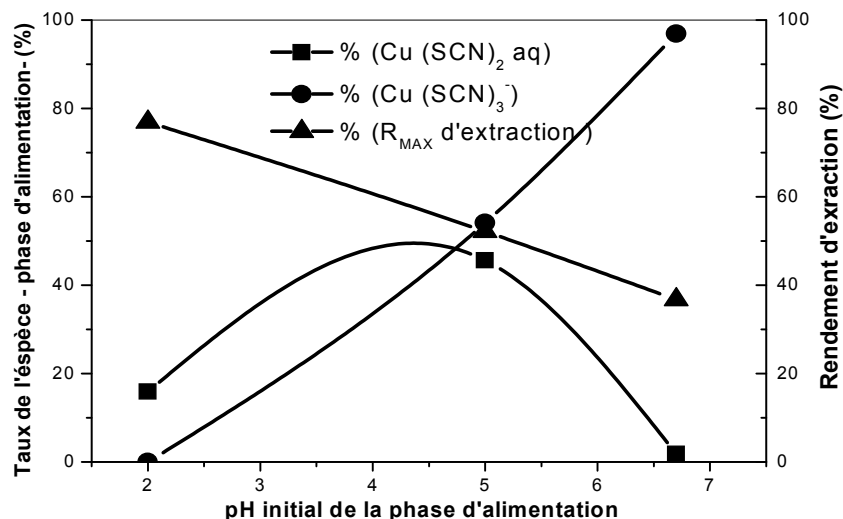 % (Cu (SCN)₂ aq)
% (Cu (SCN)₃⁻)
% (R_MAX d'extraction )
Taux de l'éspèce - phase d'alimentation- (%)
100
80
60
40
20
0
Rendement d'exraction (%)
100
80
60
40
20
0
2 3 4 5 6 7
pH initial de la phase d'alimentation